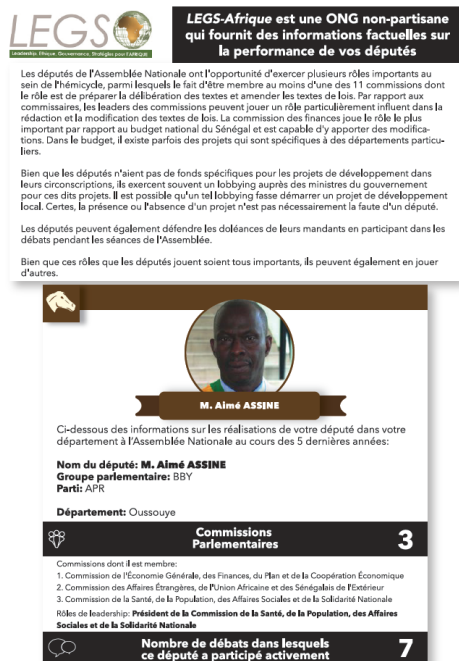 LEGS
Leadership, Ethique, Gouvernance, Stratégies pour l'AFRIQUE
LEGS-Afrique est une ONG non-partisane
qui fournit des informations factuelles sur
la performance de vos députés
Les députés de l'Assemblée Nationale ont l'opportunité d'exercer plusieurs rôles importants au
sein de l'hémicycle, parmi lesquels le fait d'être membre au moins d'une des 11 commissions dont
le rôle est de préparer la délibération des textes et amender les textes de lois. Par rapport aux
commissaires, les leaders des commissions peuvent jouer un rôle particulièrement influent dans la
rédaction et la modification des textes de lois. La commission des finances joue le rôle le plus
important par rapport au budget national du Sénégal et est capable d'y apporter des modifica-
tions. Dans le budget, il existe parfois des projets qui sont spécifiques à des départements particu-
liers.
Bien que les députés n'aient pas de fonds spécifiques pour les projets de développement dans
leurs circonscriptions, ils exercent souvent un lobbying auprès des ministres du gouvernement
pour ces dits projets. Il est possible qu'un tel lobbying fasse démarrer un projet de développement
local. Certes, la présence ou l'absence d'un projet n'est pas nécessairement la faute d'un député.
Les députés peuvent également défendre les doléances de leurs mandants en participant dans les
débats pendant les séances de l'Assemblée.
Bien que ces rôles que les députés jouent soient tous importants, ils peuvent également en jouer
d'autres.
M. Aimé ASSINE
Ci-dessous des informations sur les réalisations de votre député dans votre
département à l'Assemblée Nationale au cours des 5 dernières années:
Nom du député: M. Aimé ASSINE
Groupe parlementaire: BBY
Parti: APR
Département: Oussouye
Commissions
Parlementaires
3
Commissions dont il est membre:
1. Commission de l'Économie Générale, des Finances, du Plan et de la Coopération Économique
2. Commission des Affaires Étrangères, de l'Union Africaine et des Sénégalais de l'Extérieur
3. Commission de la Santé, de la Population, des Affaires Sociales et de la Solidarité Nationale
Rôles de leadership: Président de la Commission de la Santé, de la Population, des Affaires
Sociales et de la Solidarité Nationale
Nombre de débats dans lesquels
ce député a participé activement
7